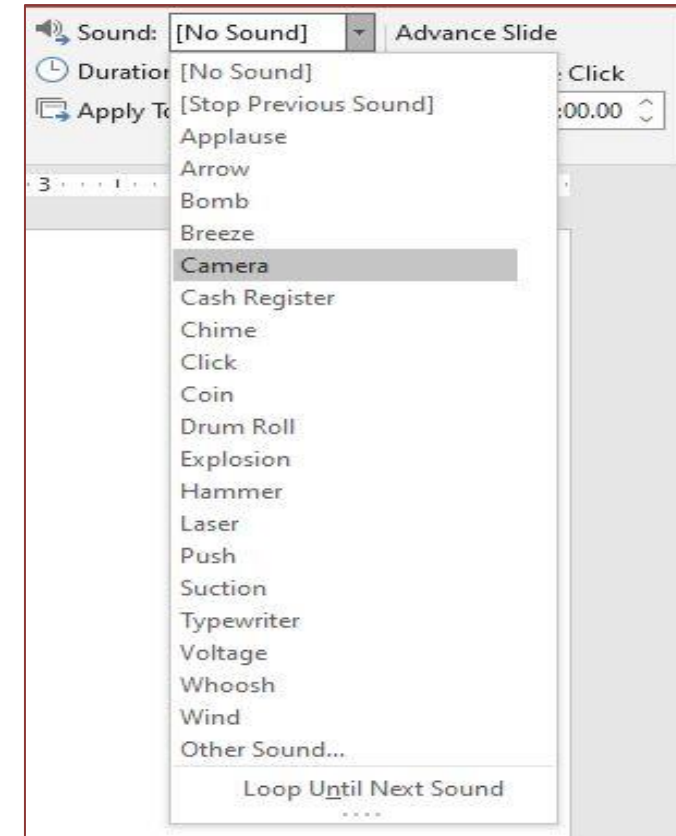 Sound: [No Sound] Advance Slide
Duration [No Sound] Click
Apply To [Stop Previous Sound] :00.00
Applause
Arrow
3 Bomb
Breeze
Camera
Cash Register
Chime
Click
Coin
Drum Roll
Explosion
Hammer
Laser
Push
Suction
Typewriter
Voltage
Whoosh
Wind
Other Sound...
Loop Until Next Sound